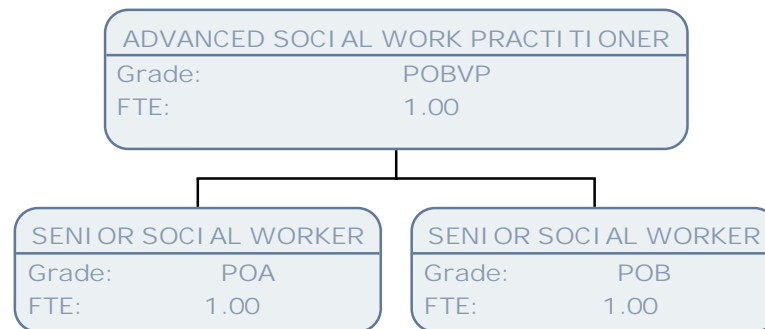 ADVANCED SOCIAL WORK PRACTITIONER
Grade: POBVP
FTE: 1.00
SENIOR SOCIAL WORKER
Grade: POA
FTE: 1.00
SENIOR SOCIAL WORKER
Grade: POB
FTE: 1.00